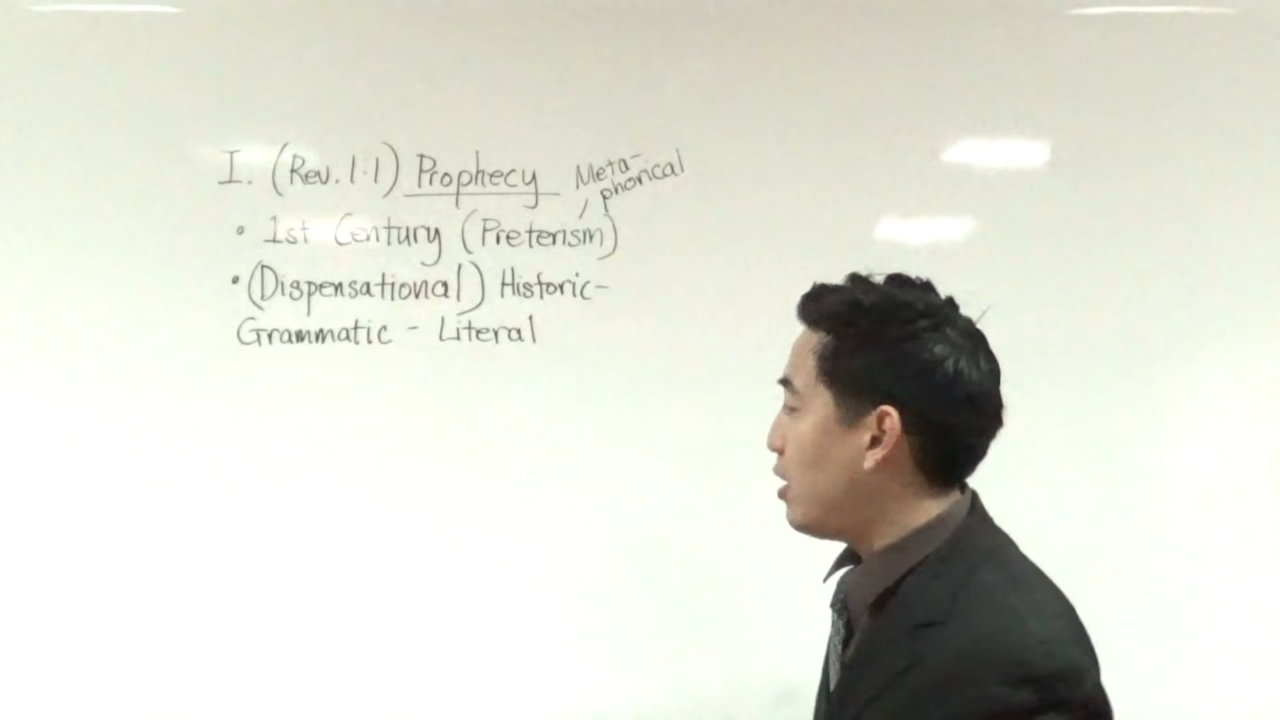 I. (Rev. 1:1) Prophecy
Meta-
phorical
• 1st Century (Preterism)
• (Dispensational) Historic-
Grammatic - Literal